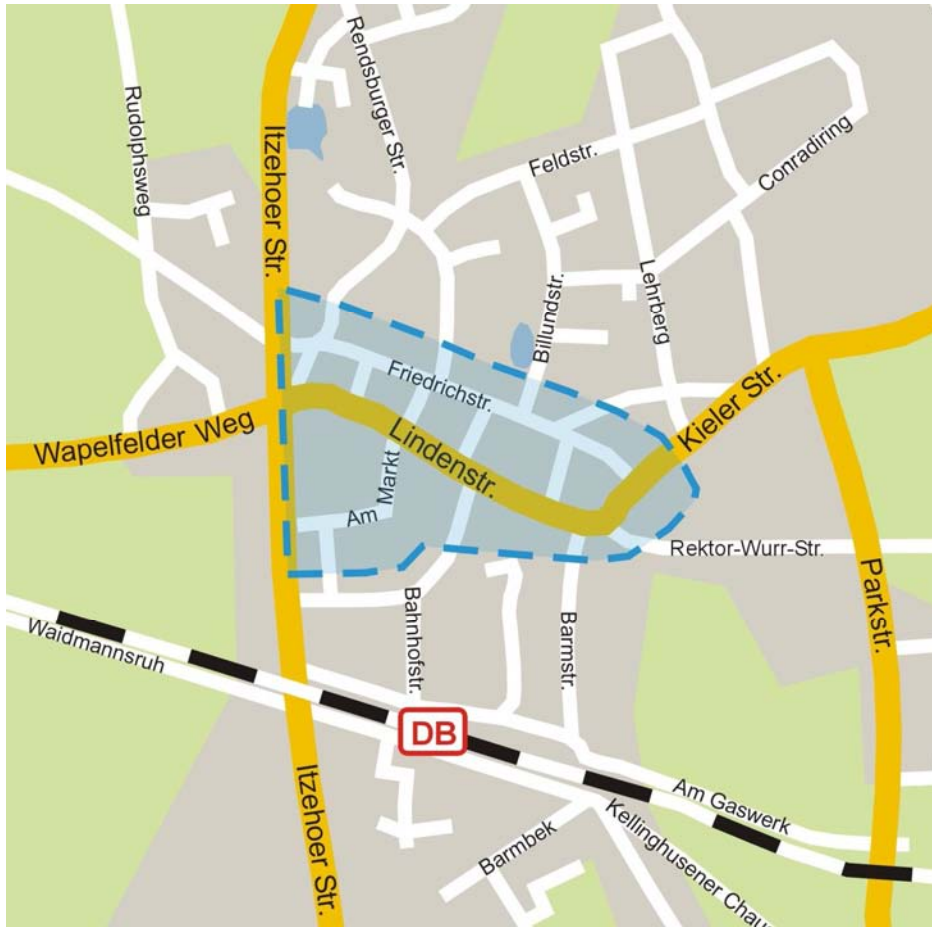 Rendsburger Str.
Rudolphsweg
Itzehoer Str.
Feldstr.
Conradiring
Lehrberg
Billundstr.
Friedrichstr.
Kieler Str.
Wapelfelder Weg
Lindenstr.
Am Markt
Rektor-Wurr-Str.
Parkstr.
Bahnhofstr.
Barmstr.
Waidmannsruh
DB
Itzehoer Str.
Am Gaswerk
Kellinghusener Chau
Barmbek